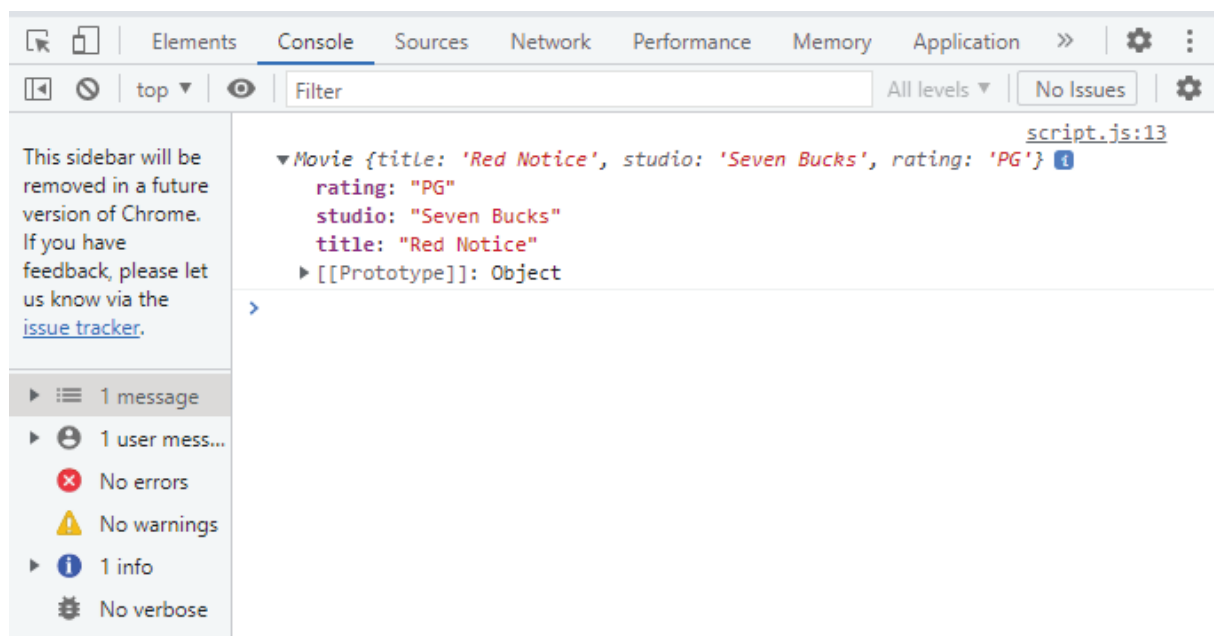 Elements Console Sources Network Performance Memory Application »
top ▼ Filter All levels ▼ No Issues
This sidebar will be
removed in a future
version of Chrome.
If you have
feedback, please let
us know via the
issue tracker.
▶ 1 message
▶ 1 user mess...
No errors
No warnings
▶ 1 info
No verbose
script.js:13
▼Movie {title: 'Red Notice', studio: 'Seven Bucks', rating: 'PG'} i
rating: "PG"
studio: "Seven Bucks"
title: "Red Notice"
▶[[Prototype]]: Object
>